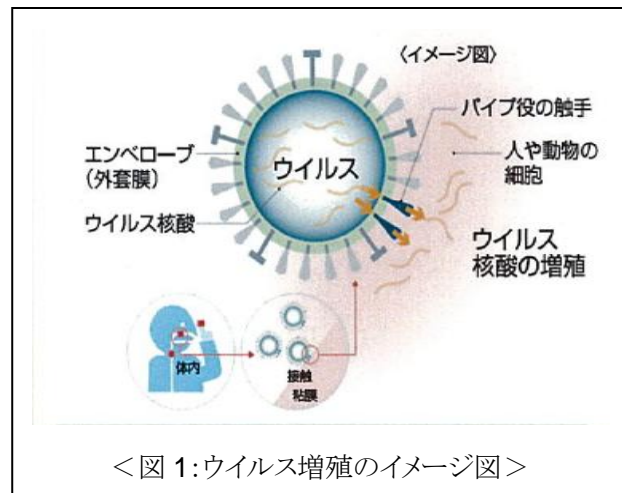 〈イメージ図〉
パイプ役の触手
エンベローブ
(外套膜)
人や動物の
細胞
ウイルス
ウイルス核酸
ウイルス
核酸の増殖
体内
接触
粘膜
<図 1:ウイルス増殖のイメージ図>